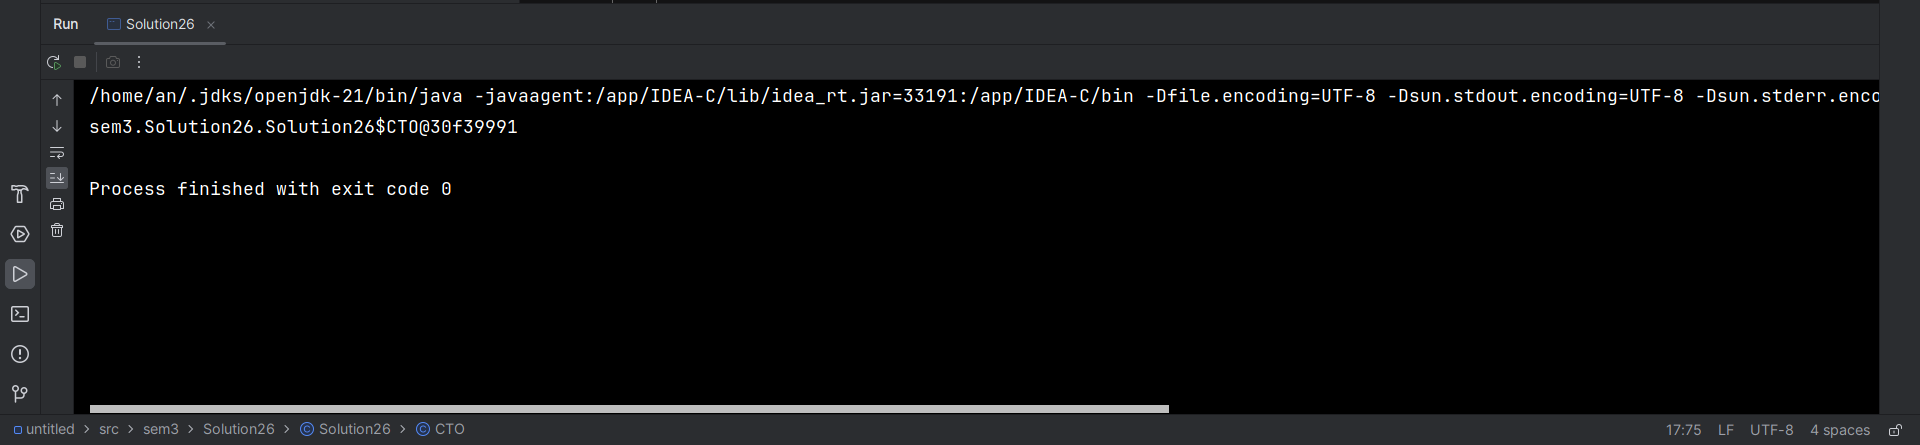 Run Solution26
/home/an/.jdks/openjdk-21/bin/java -javaagent:/app/IDEA-C/lib/idea_rt.jar=33191:/app/IDEA-C/bin -Dfile.encoding=UTF-8 -Dsun.stdout.encoding=UTF-8 -Dsun.stderr.enco
sem3.Solution26.Solution26$CTO@30f39991
Process finished with exit code 0
untitled > src > sem3 > Solution26 > Solution26 > CTO 17:75 LF UTF-8 4 spaces